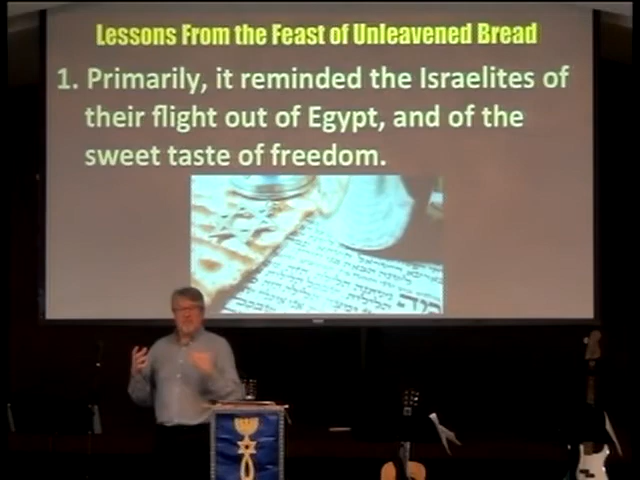 Lessons From the Feast of Unleavened Bread
1. Primarily, it reminded the Israelites of
their flight out of Egypt, and of the
sweet taste of freedom.